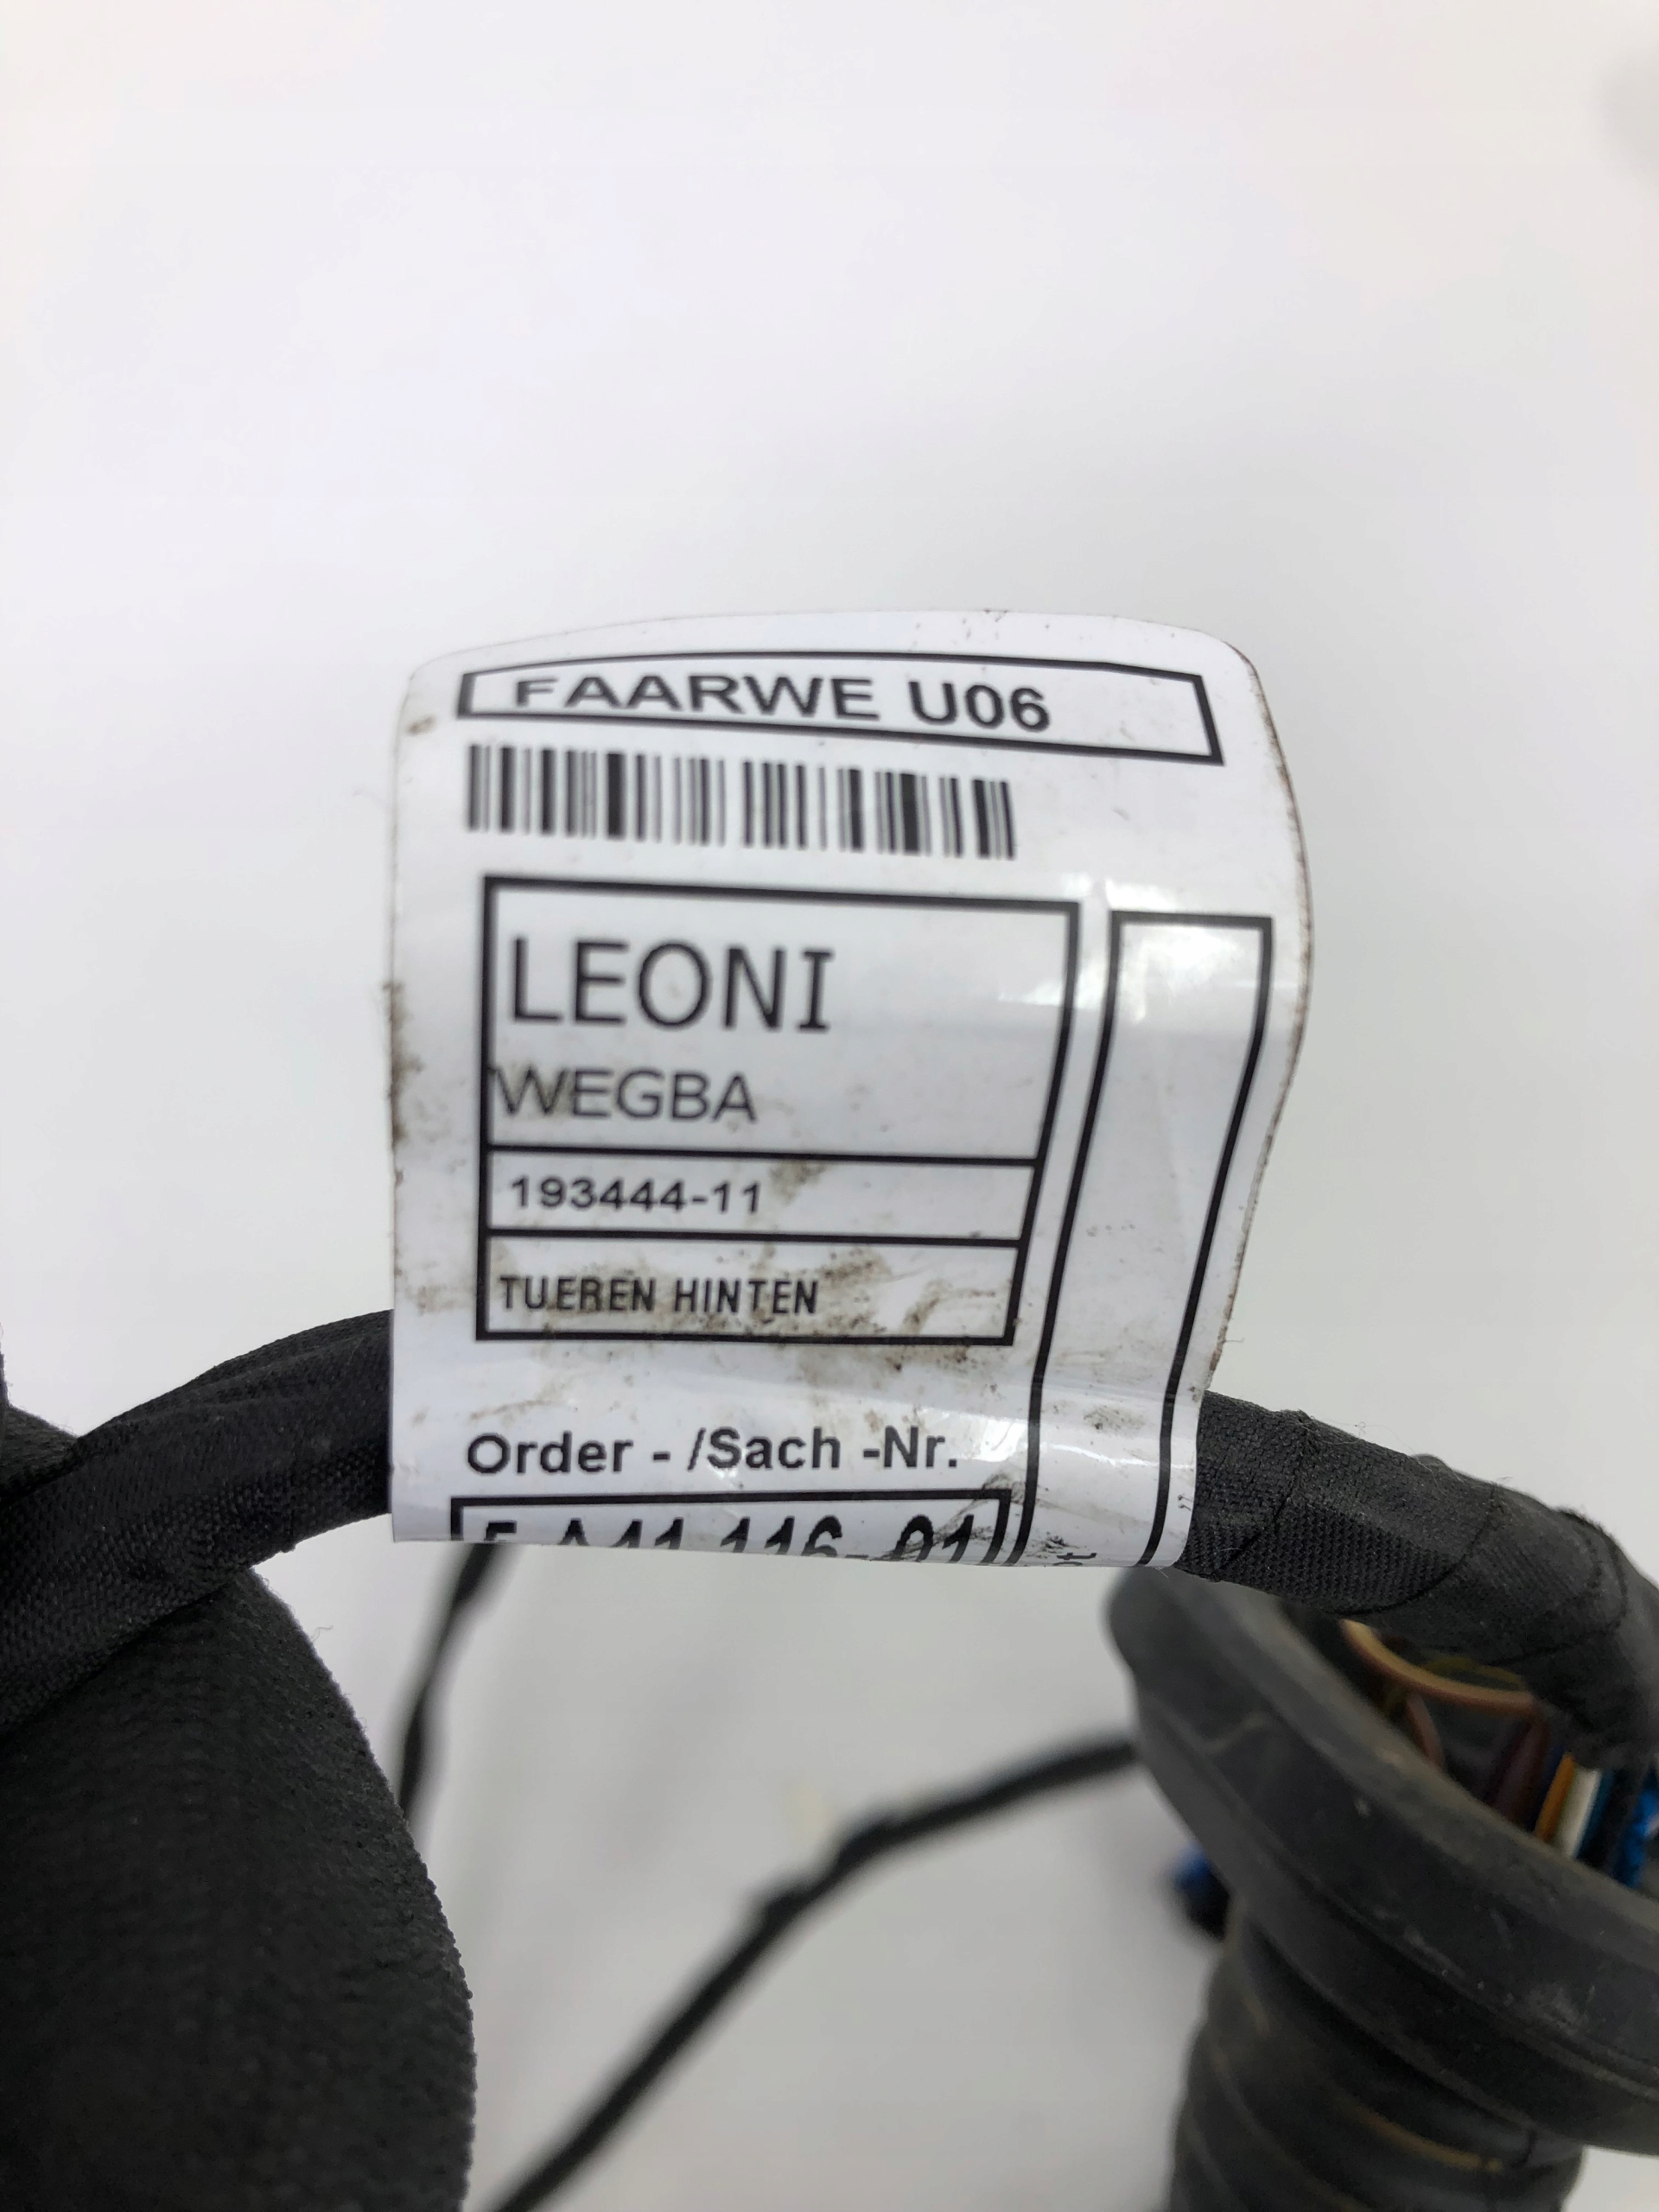 FAARWE U06
LEONI
WEGBA
193444-11
TUEREN HINTEN
Order - /Sach -Nr.